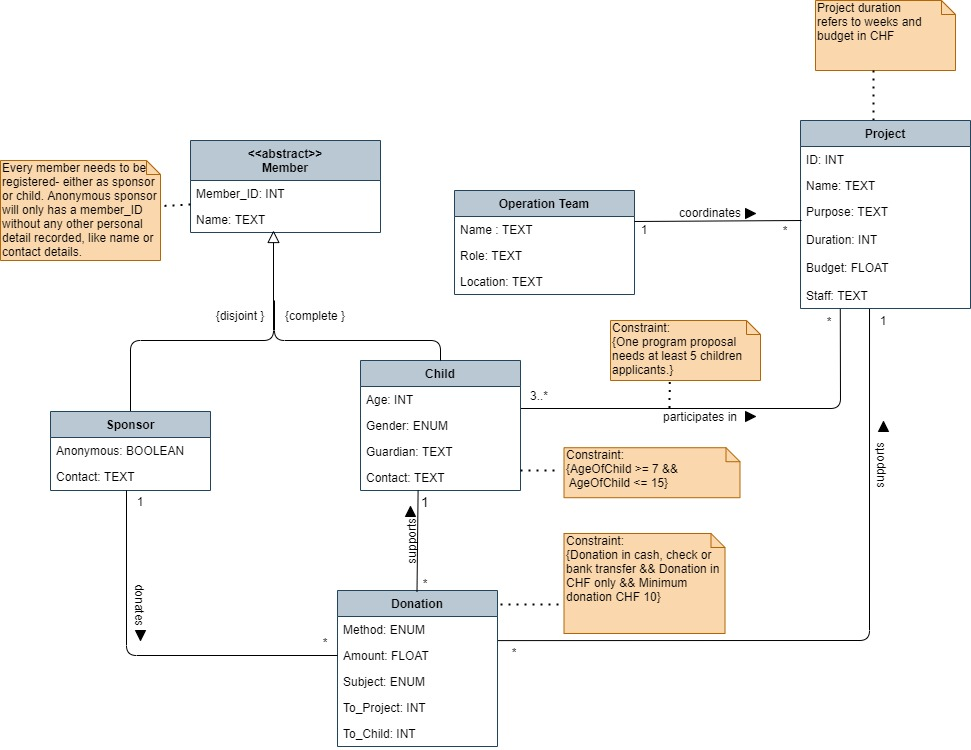 Project duration
refers to weeks and
budget in CHF
Project
ID: INT
Name: TEXT
Purpose: TEXT
Duration: INT
Budget: FLOAT
Staff: TEXT
<<abstract>>
Member
Member_ID: INT
Name: TEXT
Every member needs to be
registered- either as sponsor
or child. Anonymous sponsor
will only has a member_ID
without any other personal
detail recorded, like name or
contact details.
Operation Team
Name : TEXT
Role: TEXT
Location: TEXT
coordinates
1
*
{disjoint }
{complete }
Constraint:
{One program proposal
needs at least 5 children
applicants.}
*
1
Child
Age: INT
Gender: ENUM
Guardian: TEXT
Contact: TEXT
3..*
participates in
Sponsor
Anonymous: BOOLEAN
Contact: TEXT
Constraint:
{AgeOfChild >= 7 &&
AgeOfChild <= 15}
supports
1
1
supports
*
Constraint:
{Donation in cash, check or
bank transfer && Donation in
CHF only && Minimum
donation CHF 10}
donates
*
Donation
Method: ENUM
Amount: FLOAT
Subject: ENUM
To_Project: INT
To_Child: INT
*